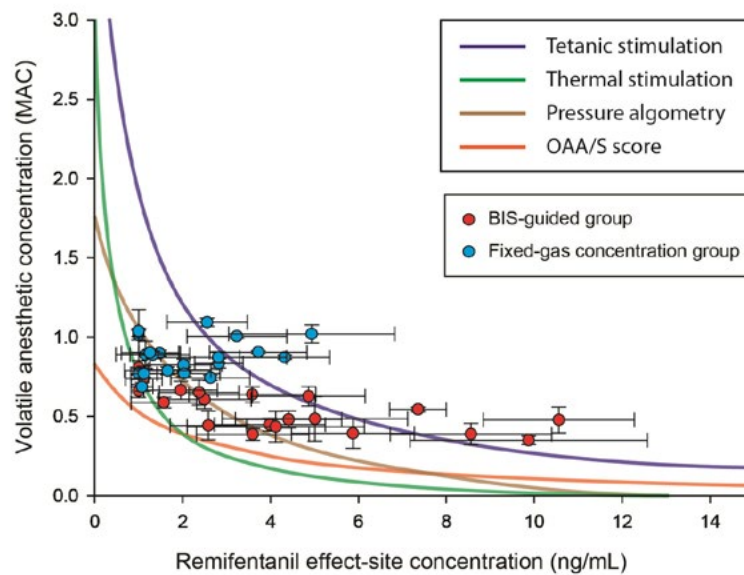 3.0
2.5
2.0
1.5
1.0
0.5
0.0
Volatile anesthetic concentration (MAC)
Tetanic stimulation
Thermal stimulation
Pressure algometry
OAA/S score
BIS-guided group
Fixed-gas concentration group
0 2 4 6 8 10 12 14
Remifentanil effect-site concentration (ng/mL)